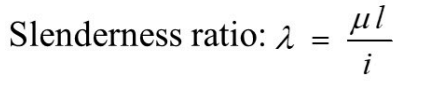 Slenderness ratio: λ = μl / i